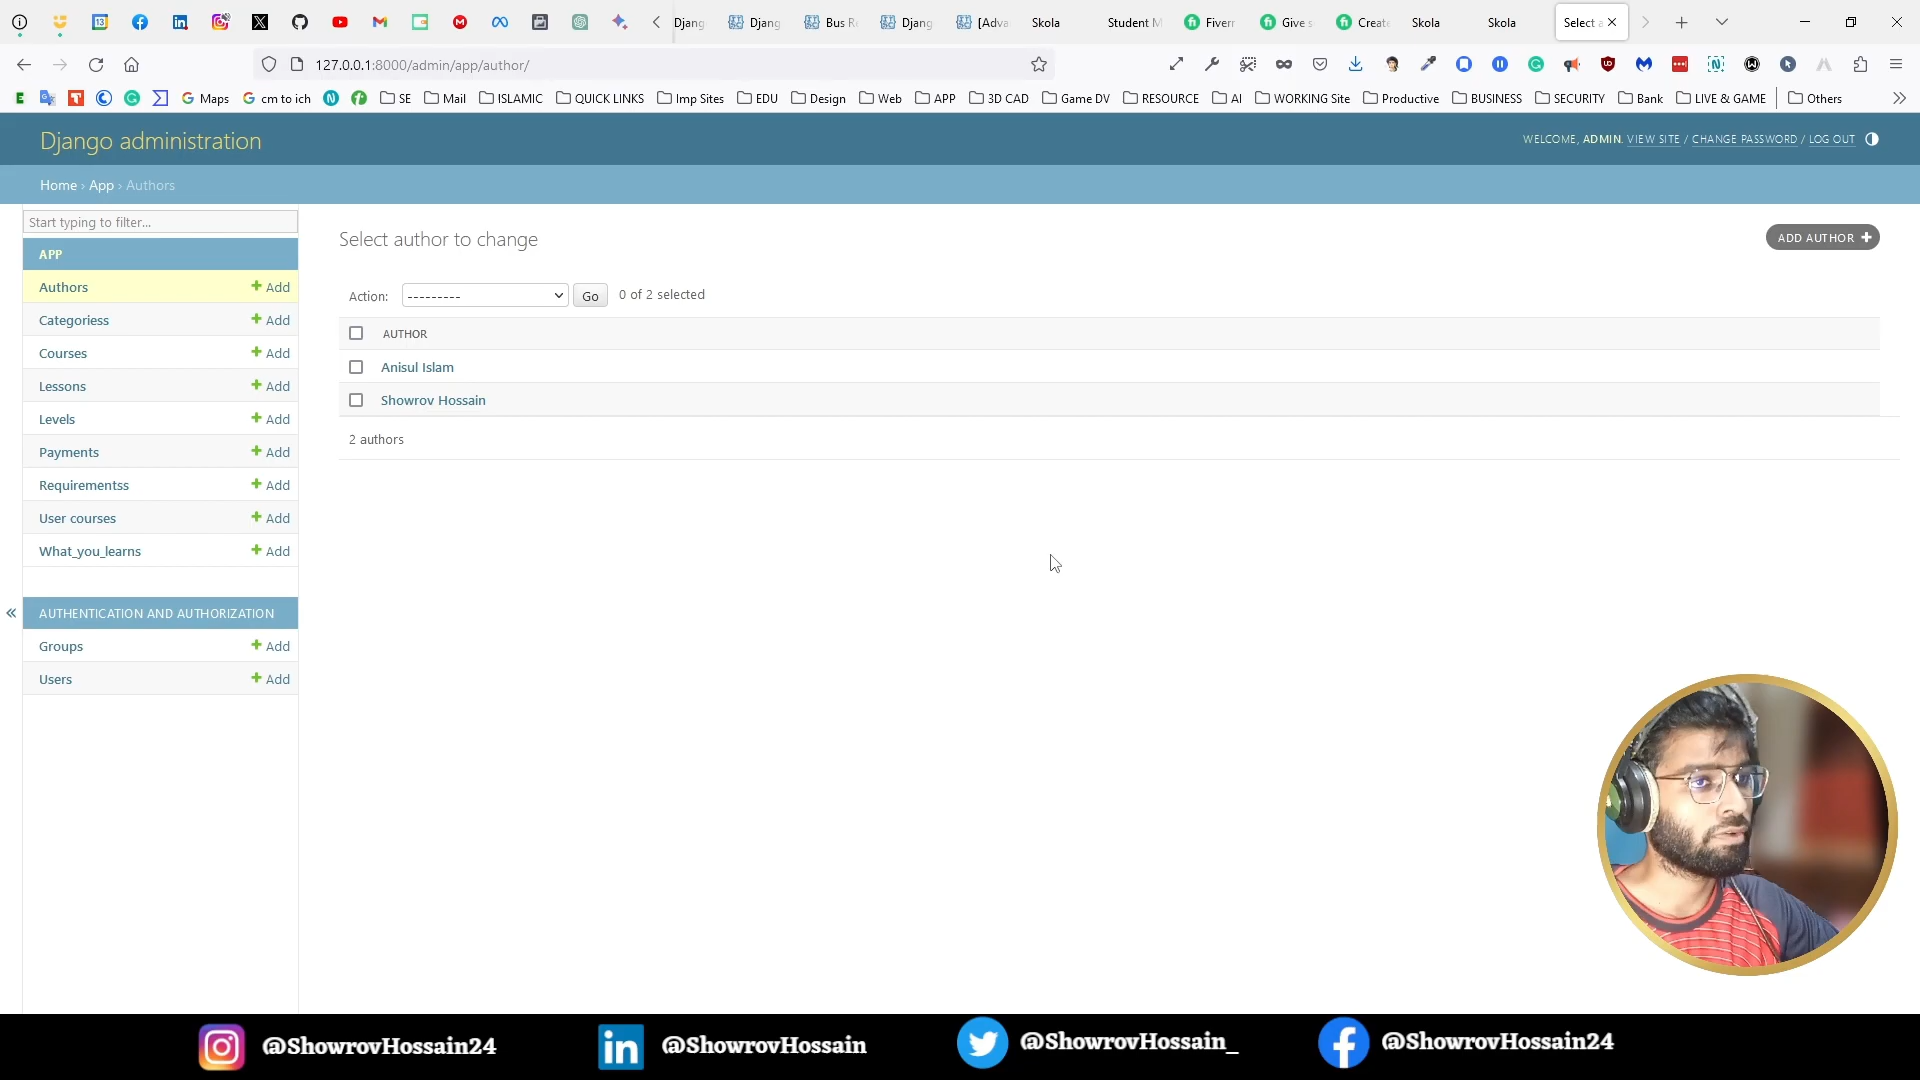 Djang
Djang
Bus R
Djang
[Adva
Skola
Student M
Fiverr
Give s
Create
Skola
Skola
Select a
127.0.0.1:8000/admin/app/author/
Maps
cm to ich
SE
Mail
ISLAMIC
QUICK LINKS
Imp Sites
EDU
Design
Web
APP
3D CAD
Game DV
RESOURCE
AI
WORKING Site
Productive
BUSINESS
SECURITY
Bank
LIVE & GAME
Others
Django administration
WELCOME, ADMIN. VIEW SITE / CHANGE PASSWORD / LOG OUT
Home › App › Authors
Start typing to filter...
APP
Authors + Add
Categoriess + Add
Courses + Add
Lessons + Add
Levels + Add
Payments + Add
Requirementss + Add
User courses + Add
What_you_learns + Add
AUTHENTICATION AND AUTHORIZATION
Groups + Add
Users + Add
Select author to change
ADD AUTHOR +
Action: --------- Go 0 of 2 selected
AUTHOR
Anisul Islam
Showrov Hossain
2 authors
@ShowrovHossain24
@ShowrovHossain
@ShowrovHossain_
@ShowrovHossain24